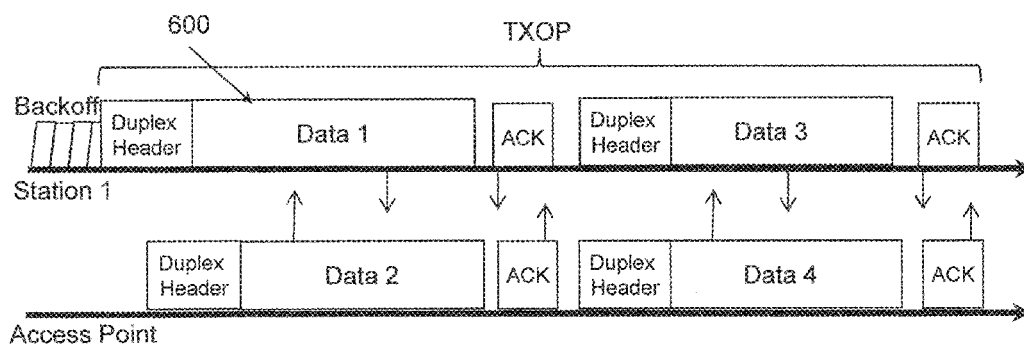 600
TXOP
Backoff
Duplex
Header
Data 1
ACK
Duplex
Header
Data 3
ACK
Station 1
Duplex
Header
Data 2
ACK
Duplex
Header
Data 4
ACK
Access Point